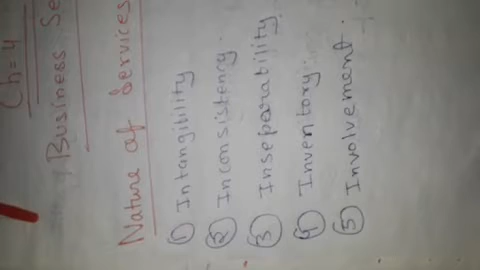 Ch = 4
Business Se
Nature of Services
① Intangibility
② Inconsistency.
③ Inseparability
④ Inventory
⑤ Involvement.